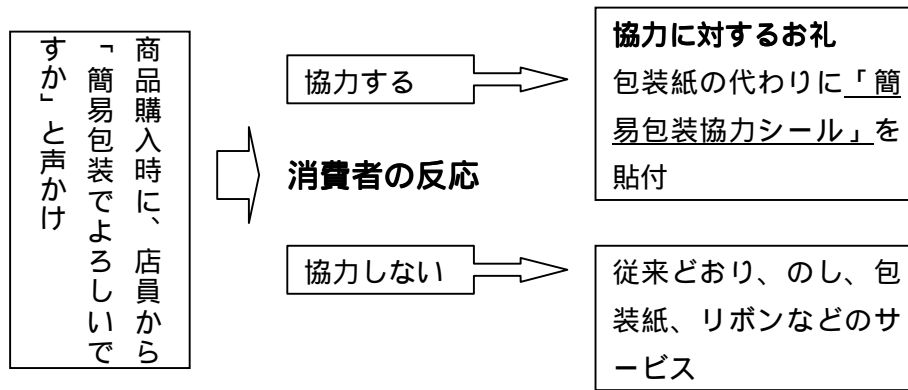 商品購入時に、店員から
「簡易包装でよろしいで
すか」と声かけ
消費者の反応
協力する
協力に対するお礼
包装紙の代わりに「簡
易包装協力シール」を
貼付
協力しない
従来どおり、のし、包
装紙、リボンなどのサ
ービス